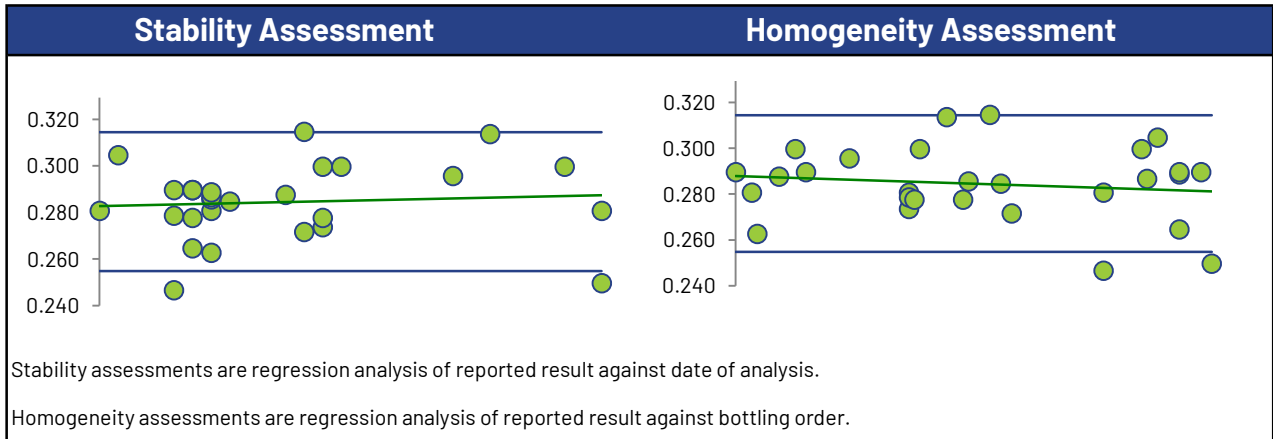 Stability Assessment
Homogeneity Assessment
0.320
0.300
0.280
0.260
0.240
0.320
0.300
0.280
0.260
0.240
Stability assessments are regression analysis of reported result against date of analysis.
Homogeneity assessments are regression analysis of reported result against bottling order.